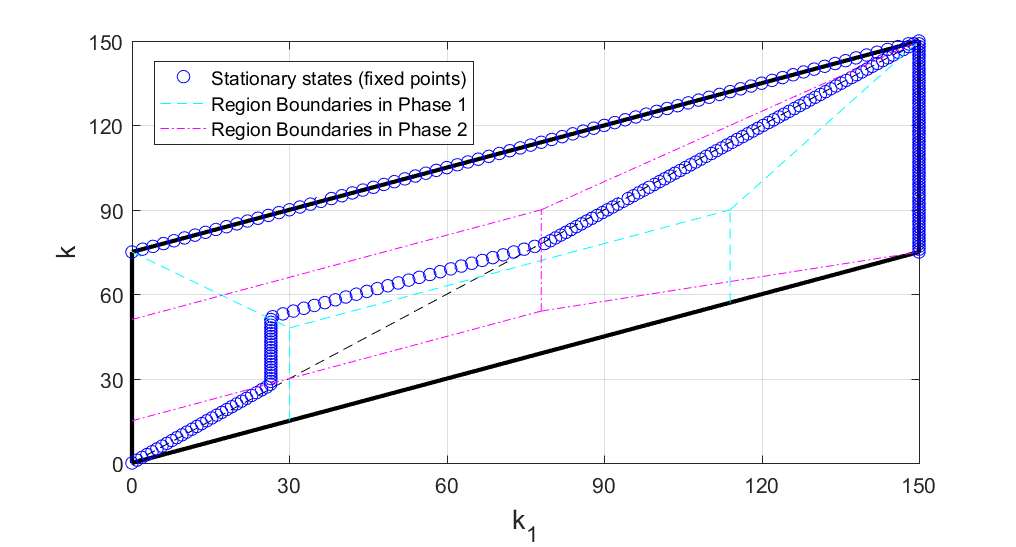 150
120
90
60
30
0
k
Stationary states (fixed points)
Region Boundaries in Phase 1
Region Boundaries in Phase 2
0 30 60 90 120 150
k1